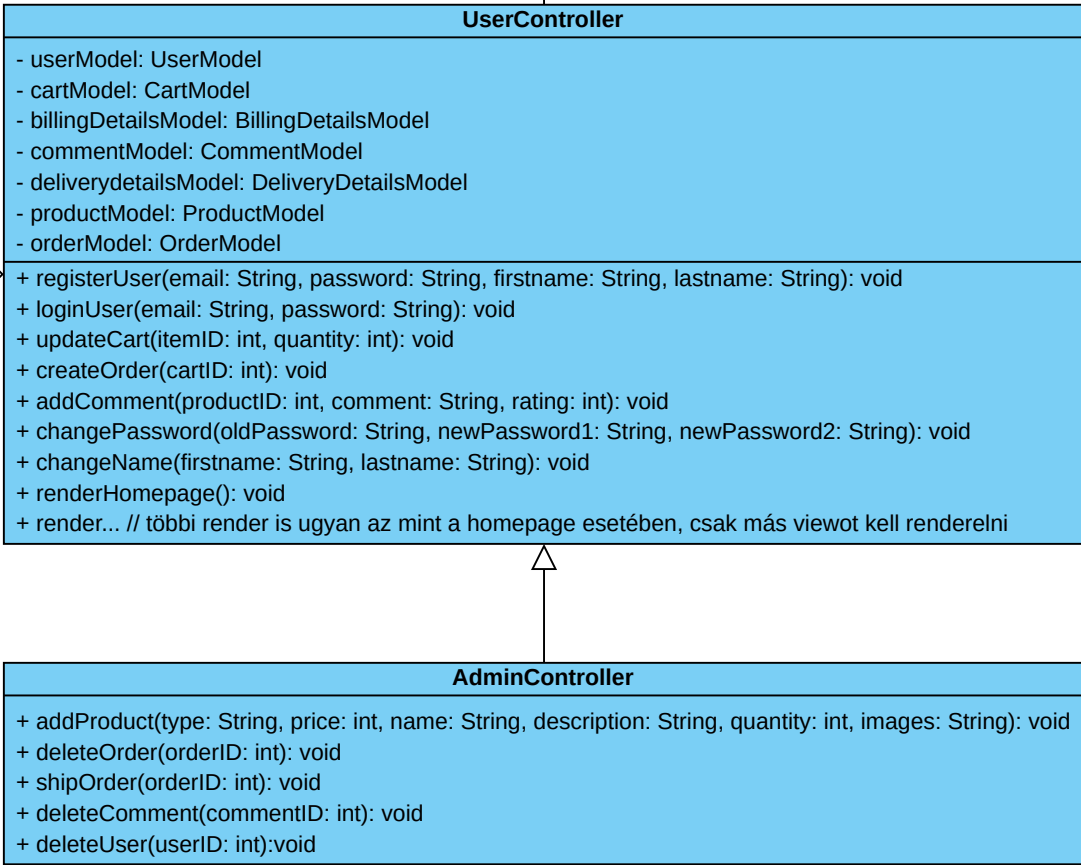 UserController
- userModel: UserModel
- cartModel: CartModel
- billingDetailsModel: BillingDetailsModel
- commentModel: CommentModel
- deliverydetailsModel: DeliveryDetailsModel
- productModel: ProductModel
- orderModel: OrderModel
+ registerUser(email: String, password: String, firstname: String, lastname: String): void
+ loginUser(email: String, password: String): void
+ updateCart(itemID: int, quantity: int): void
+ createOrder(cartID: int): void
+ addComment(productID: int, comment: String, rating: int): void
+ changePassword(oldPassword: String, newPassword1: String, newPassword2: String): void
+ changeName(firstname: String, lastname: String): void
+ renderHomepage(): void
+ render... // többi render is ugyan az mint a homepage esetében, csak más viewot kell renderelni
AdminController
+ addProduct(type: String, price: int, name: String, description: String, quantity: int, images: String): void
+ deleteOrder(orderID: int): void
+ shipOrder(orderID: int): void
+ deleteComment(commentID: int): void
+ deleteUser(userID: int):void